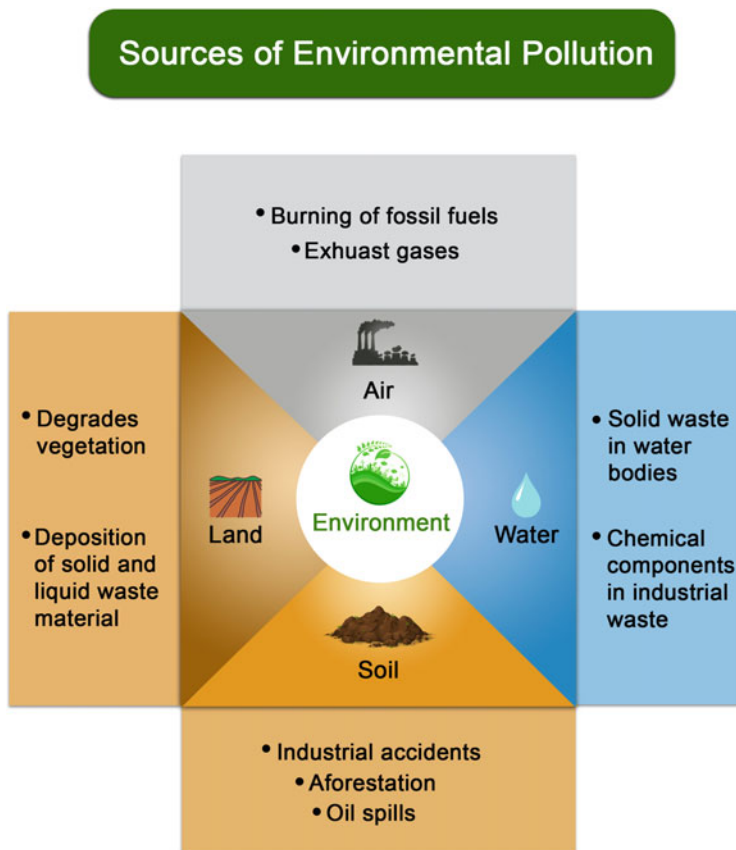 Sources of Environmental Pollution
• Burning of fossil fuels
• Exhuast gases
Air
• Degrades
vegetation
• Deposition
of solid and
liquid waste
material
Land
Environment
Water
• Solid waste
in water
bodies
• Chemical
components
in industrial
waste
Soil
• Industrial accidents
• Aforestation
• Oil spills